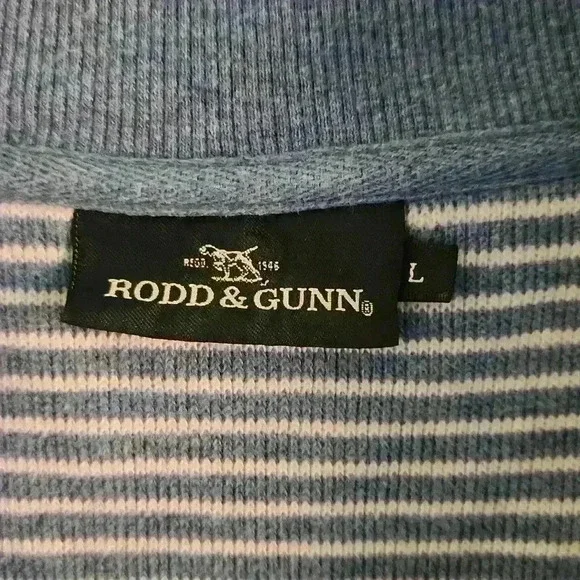 REGD. 1946
RODD & GUNN®
L